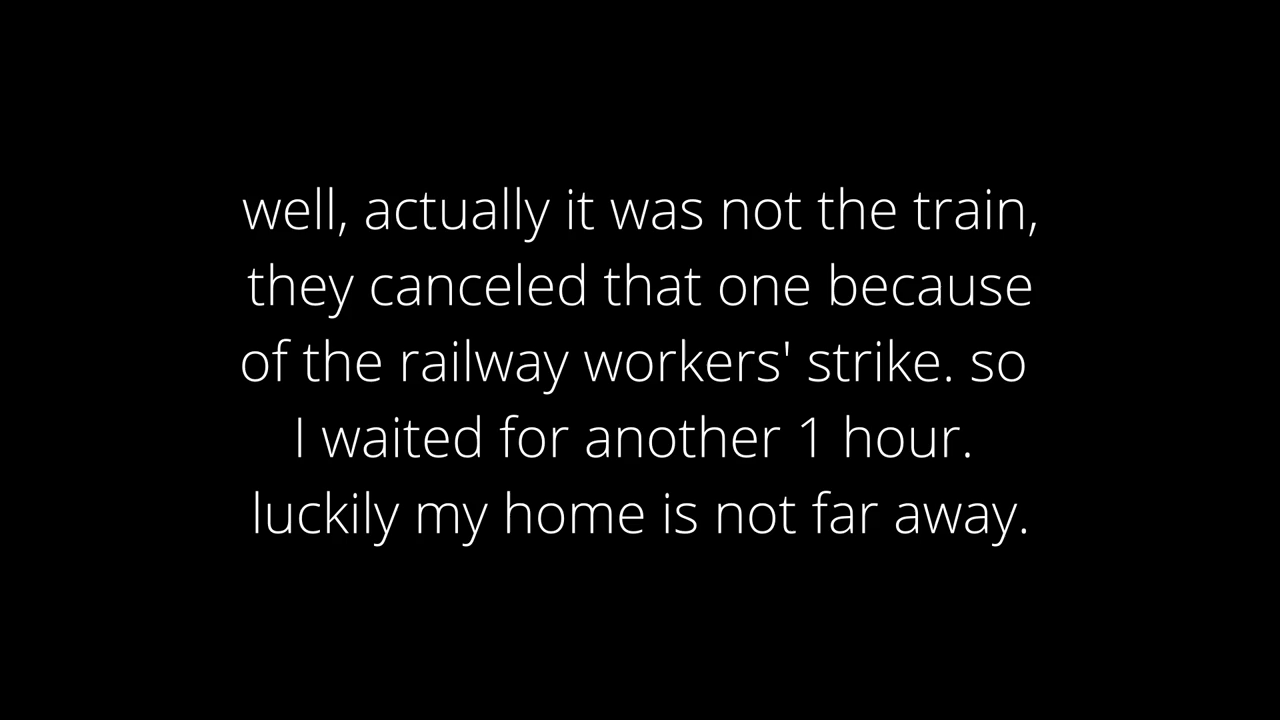 well, actually it was not the train,
they canceled that one because
of the railway workers' strike. so
I waited for another 1 hour.
luckily my home is not far away.